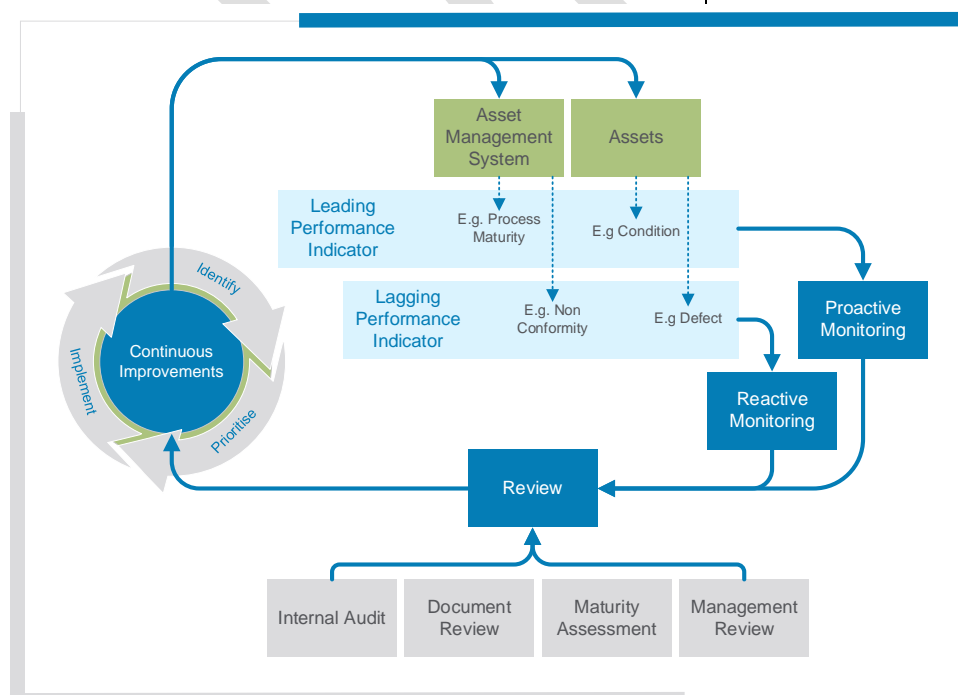 Asset
Management
System
Assets
Leading
Performance
Indicator
E.g. Process
Maturity
E.g Condition
Lagging
Performance
Indicator
E.g. Non
Conformity
E.g Defect
Proactive
Monitoring
Reactive
Monitoring
Identify
Prioritise
Implement
Continuous
Improvements
Review
Internal Audit
Document
Review
Maturity
Assessment
Management
Review